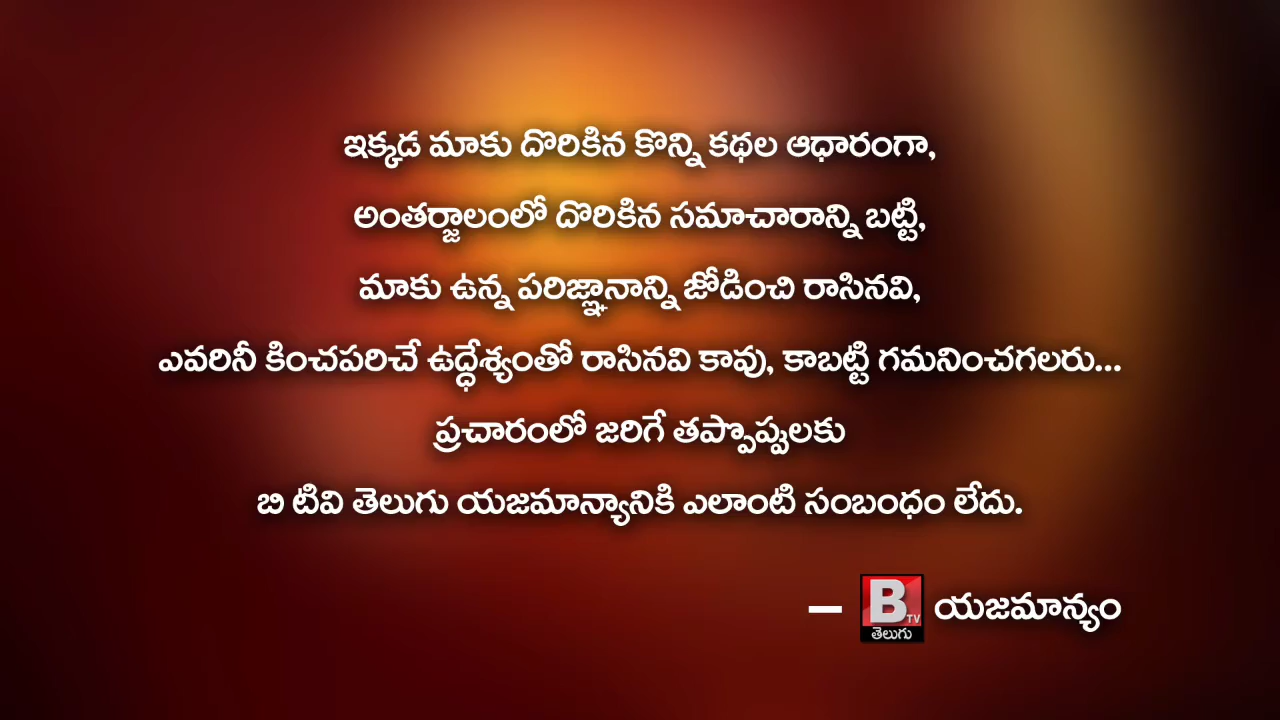 ఇక్కడ మాకు దొరికిన కొన్ని కథల ఆధారంగా,
అంతర్జాలంలో దొరికిన సమాచారాన్ని బట్టి,
మాకు ఉన్న పరిజ్ఞానాన్ని జోడించి రాసినవి,
ఎవరినీ కించపరిచే ఉద్ధేశ్యంతో రాసినవి కావు, కాబట్టి గమనించగలరు...
ప్రచారంలో జరిగే తప్పొప్పులకు
బి టివి తెలుగు యజమాన్యానికి ఎలాంటి సంబంధం లేదు.
– B TV తెలుగు యజమాన్యం